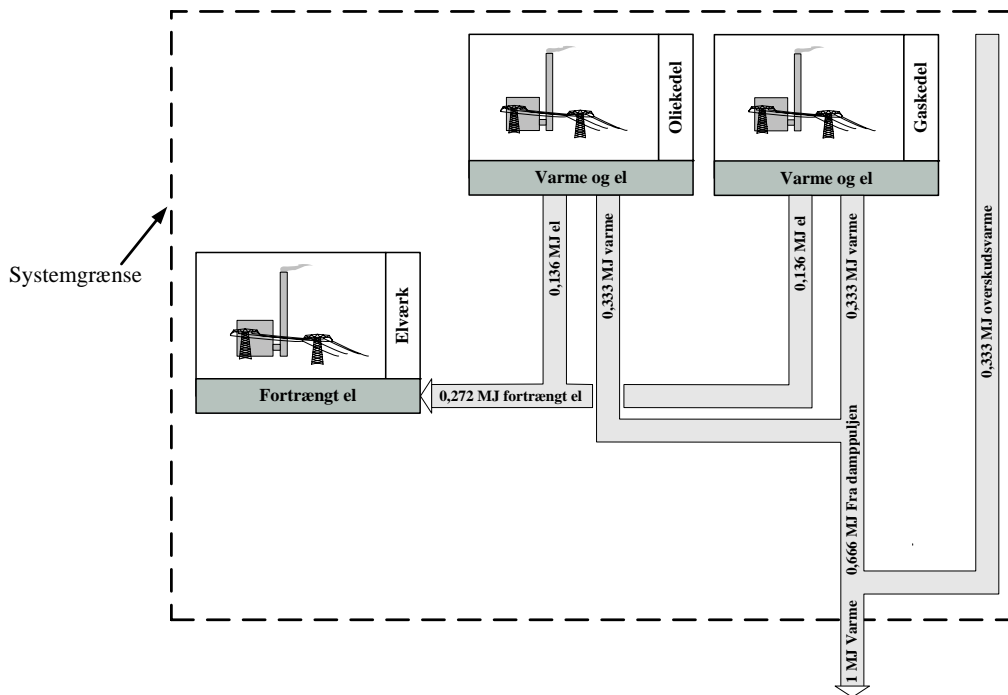 Oliekedel
Varme og el
Gaskedel
Varme og el
0,136 MJ el
0,333 MJ varme
0,136 MJ el
0,333 MJ varme
0,333 MJ overskudsvarme
Systemgrænse
Elværk
Fortrængt el
0,272 MJ fortrængt el
0,666 MJ Fra damppuljen
1 MJ Varme